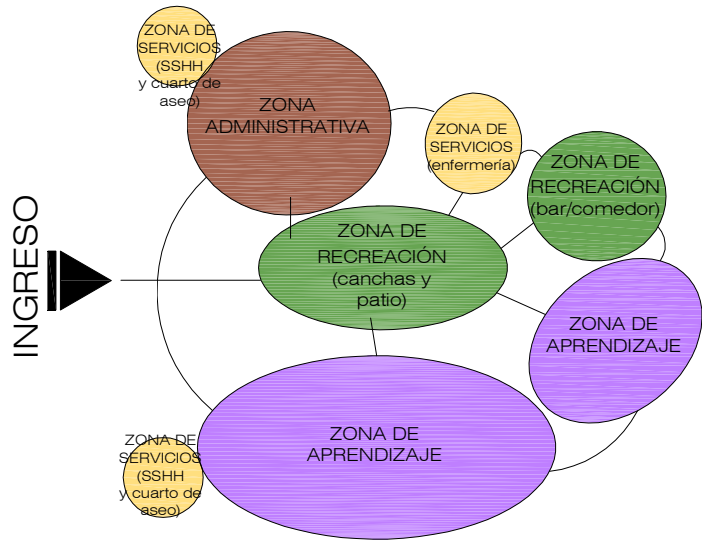 ZONA DE
SERVICIOS
(SSHH
y cuarto de
aseo)
ZONA
ADMINISTRATIVA
ZONA DE
SERVICIOS
(enfermería)
ZONA DE
RECREACIÓN
(bar/comedor)
INGRESO
ZONA DE
RECREACIÓN
(canchas y
patio)
ZONA DE
APRENDIZAJE
ZONA DE
APRENDIZAJE
ZONA DE
SERVICIOS
(SSHH
y cuarto de
aseo)